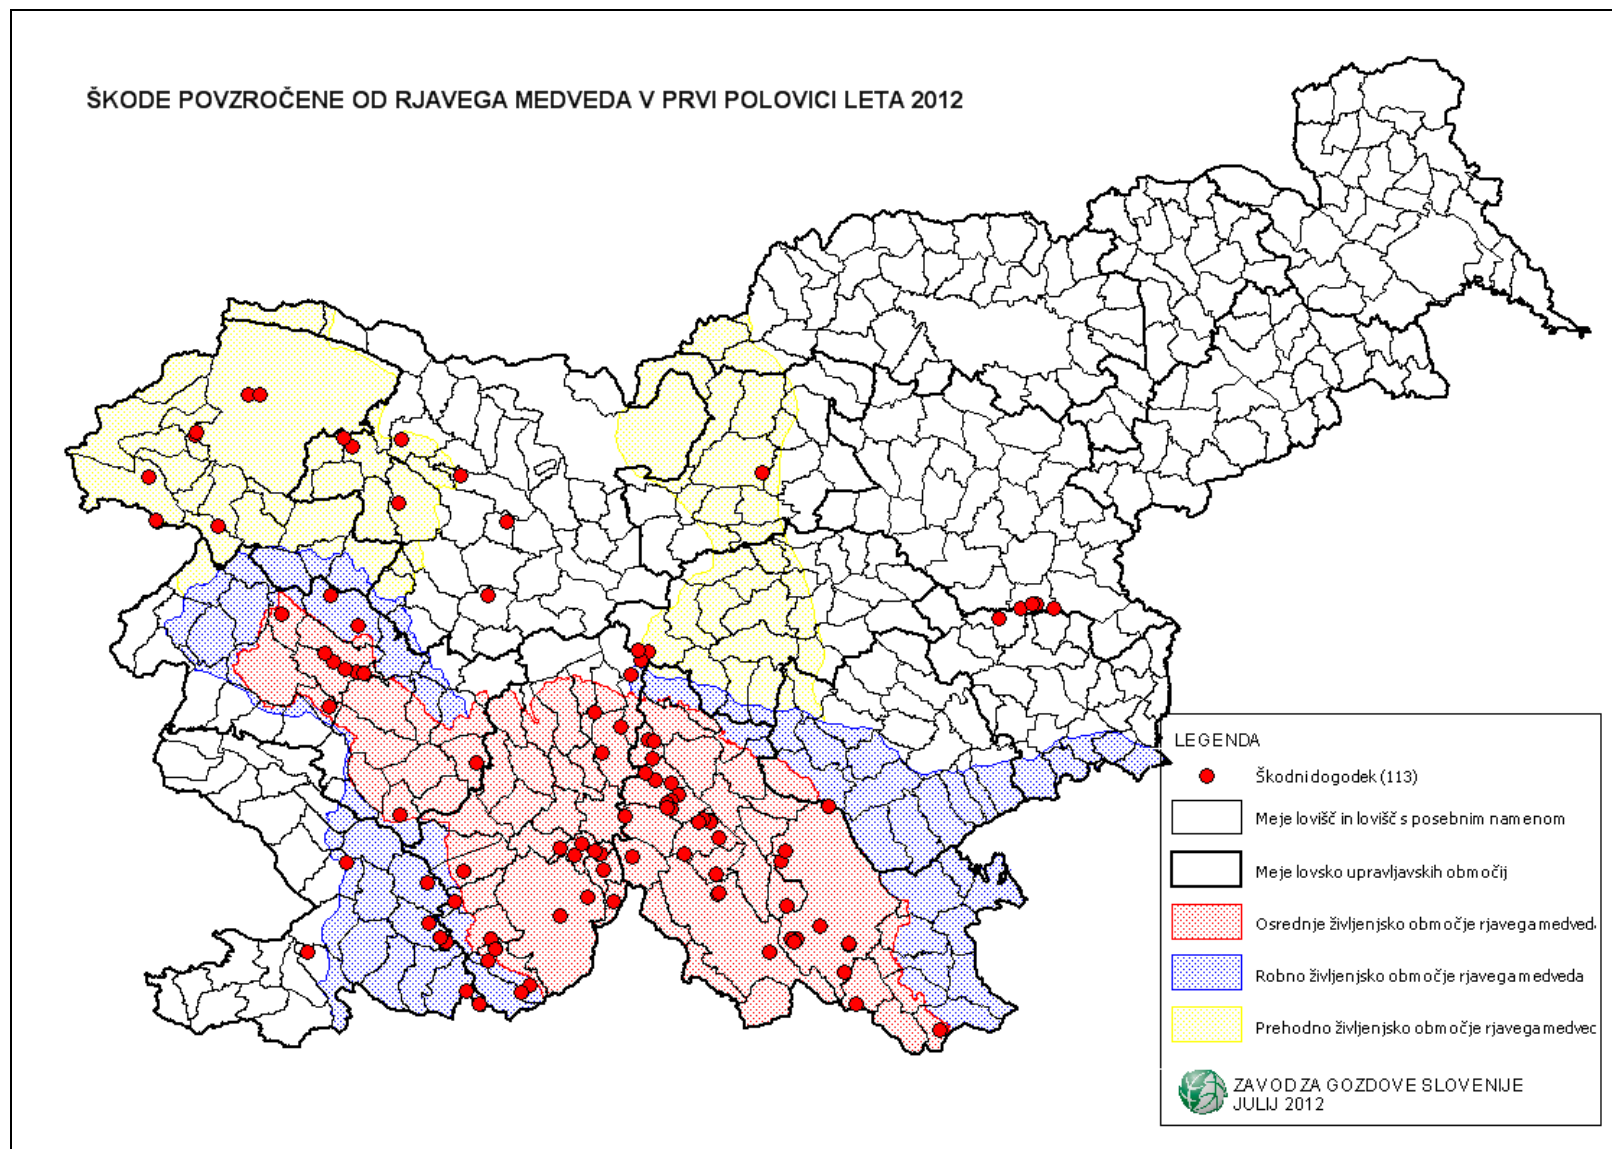 ŠKODE POVZROČENE OD RJAVEGA MEDVEDA V PRVI POLOVICI LETA 2012
LEGENDA
Škodni dogodek (113)
Meje lovišč in lovišč s posebnim namenom
Meje lovsko upravljavskih območij
Osrednje življenjsko območje rjavega medveda
Robno življenjsko območje rjavega medveda
Prehodno življenjsko območje rjavega medvec
ZAVOD ZA GOZDOVE SLOVENIJE
JULIJ 2012